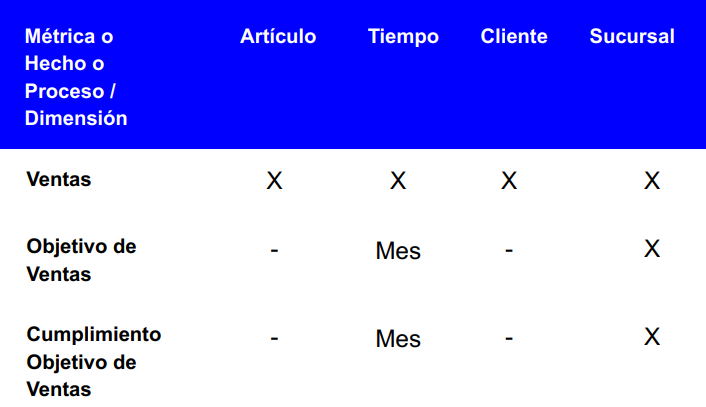 Métrica o Hecho o Proceso / Dimensión Artículo Tiempo Cliente Sucursal
Ventas X X X X
Objetivo de Ventas - Mes - X
Cumplimiento Objetivo de Ventas - Mes - X